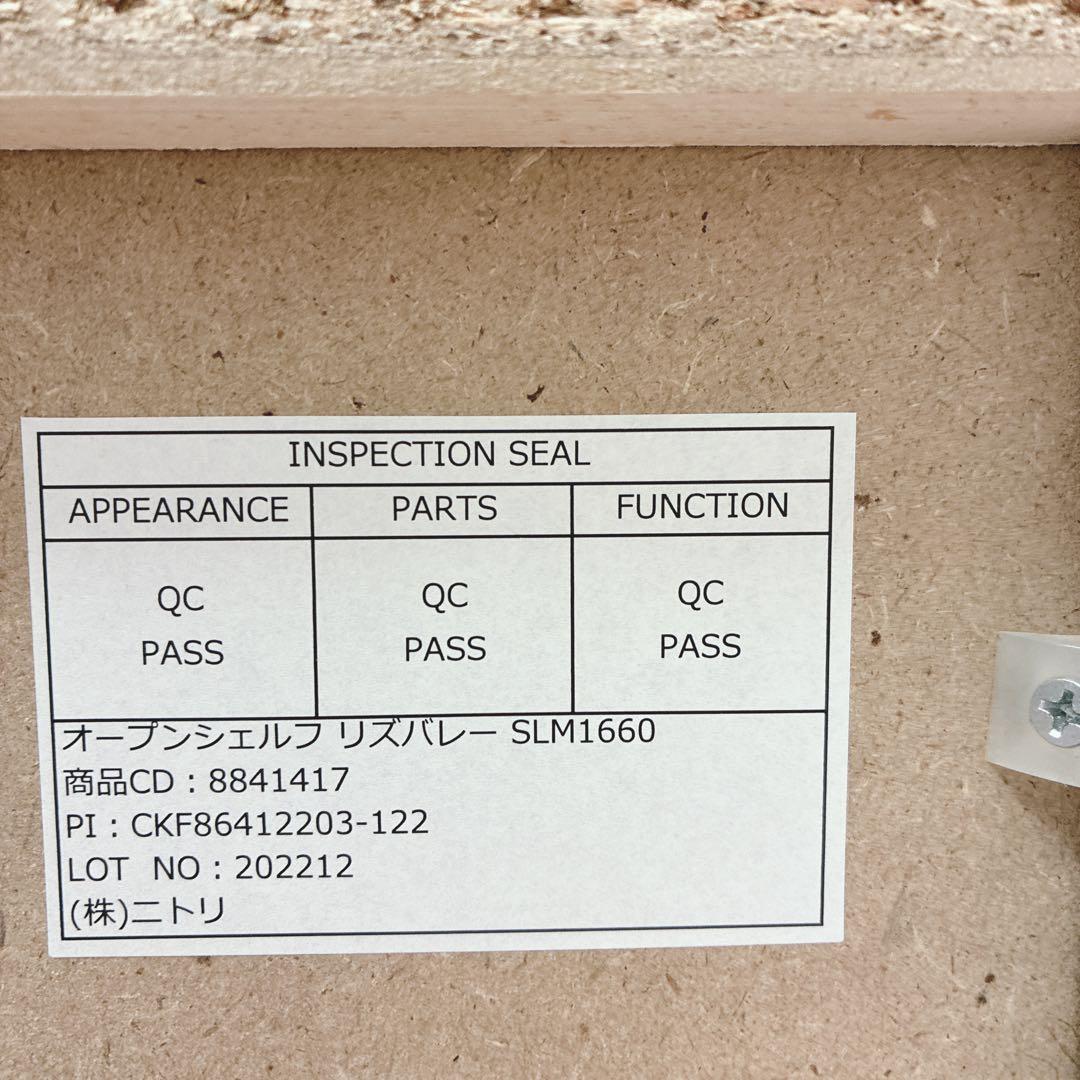 INSPECTION SEAL
APPEARANCE PARTS FUNCTION
QC QC QC
PASS PASS PASS
オープンシェルフ リズバレー SLM1660
商品CD：8841417
PI：CKF86412203-122
LOT NO：202212
(株)ニトリ